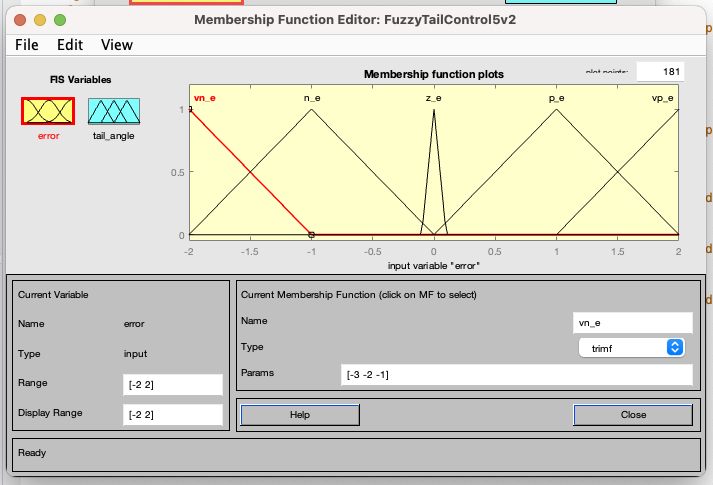 Membership Function Editor: FuzzyTailControl5v2
File Edit View
FIS Variables
error
tail_angle
Membership function plots
plot points:
181
vn_e n_e z_e p_e vp_e
1
0.5
0
-2 -1.5 -1 -0.5 0 0.5 1 1.5 2
input variable "error"
Current Variable
Name error
Type input
Range [-2 2]
Display Range [-2 2]
Current Membership Function (click on MF to select)
Name vn_e
Type trimf
Params [-3 -2 -1]
Help Close
Ready
p
p
d
d
d